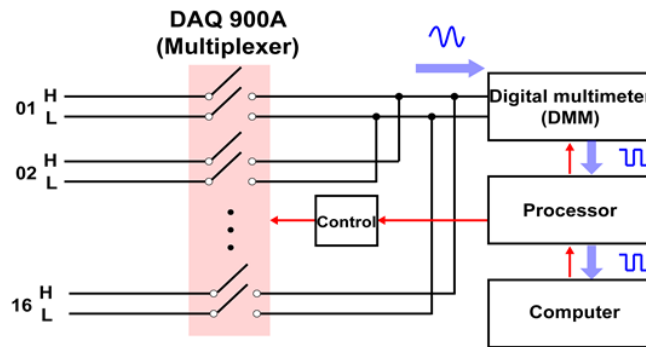 DAQ 900A
(Multiplexer)
01
H
L
02
H
L
16
H
L
Control
Digital multimeter
(DMM)
Processor
Computer